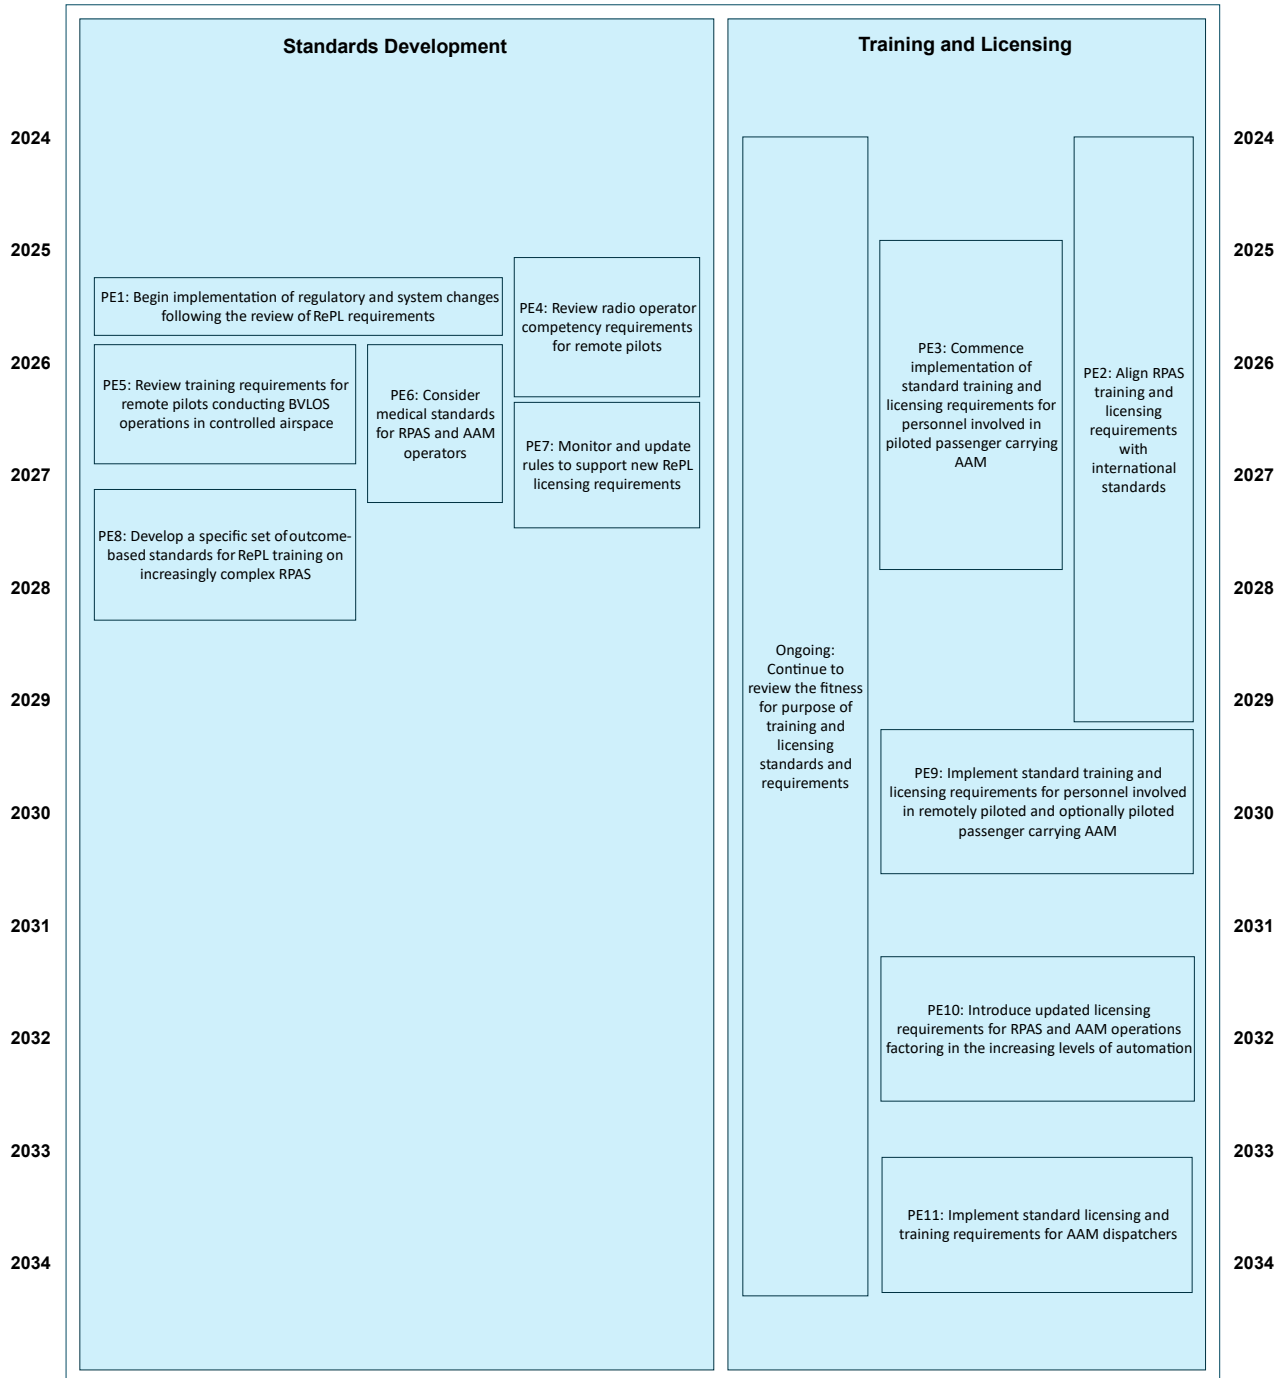 Standards Development
Training and Licensing
2024
2025
2026
2027
2028
2029
2030
2031
2032
2033
2034
PE1: Begin implementation of regulatory and system changes
following the review of RePL requirements
PE4: Review radio operator
competency requirements
for remote pilots
PE5: Review training requirements for
remote pilots conducting BVLOS
operations in controlled airspace
PE6: Consider
medical standards
for RPAS and AAM
operators
PE7: Monitor and update
rules to support new RePL
licensing requirements
PE8: Develop a specific set of outcome-
based standards for RePL training on
increasingly complex RPAS
Ongoing:
Continue to
review the fitness
for purpose of
training and
licensing
standards and
requirements
PE3: Commence
implementation of
standard training and
licensing requirements for
personnel involved in
piloted passenger carrying
AAM
PE2: Align RPAS
training and
licensing
requirements
with
international
standards
PE9: Implement standard training and
licensing requirements for personnel involved
in remotely piloted and optionally piloted
passenger carrying AAM
PE10: Introduce updated licensing
requirements for RPAS and AAM operations
factoring in the increasing levels of automation
PE11: Implement standard licensing and
training requirements for AAM dispatchers
2024
2025
2026
2027
2028
2029
2030
2031
2032
2033
2034